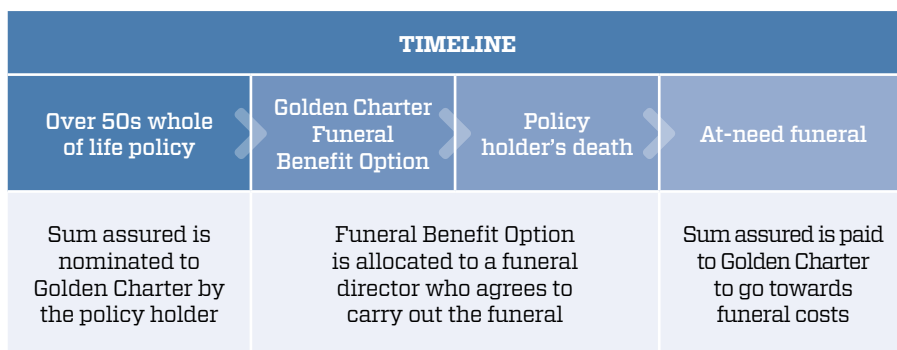 TIMELINE
Over 50s whole
of life policy
Golden Charter
Funeral
Benefit Option
Policy
holder’s death
At-need funeral
Sum assured is
nominated to
Golden Charter by
the policy holder
Funeral Benefit Option
is allocated to a funeral
director who agrees to
carry out the funeral
Sum assured is paid
to Golden Charter
to go towards
funeral costs